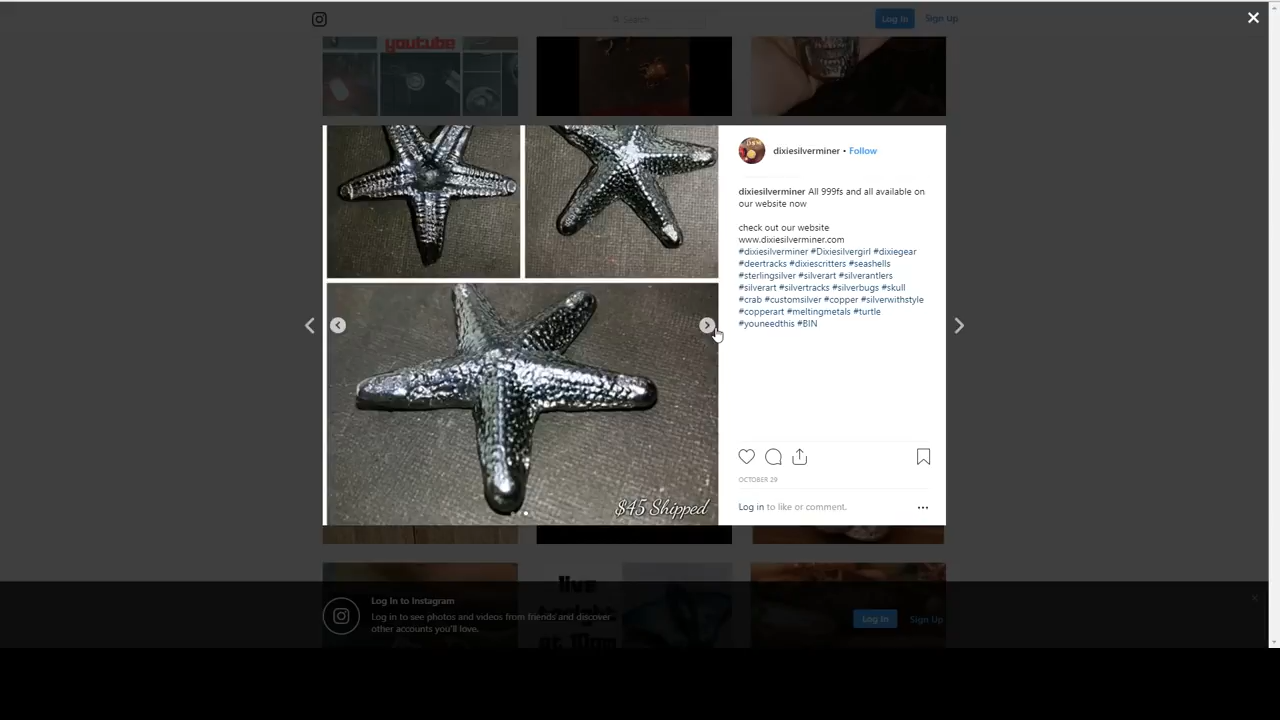 Search
Log In
Sign Up
youtube
dixiesilverminer • Follow
dixiesilverminer All 999fs and all available on
our website now
check out our website
www.dixiesilverminer.com
#dixiesilverminer #Dixiesilvergirl #dixiegear
#deertracks #dixiescritters #seashells
#sterlingsilver #silverart #silverantlers
#silverart #silvertracks #silverbugs #skull
#crab #customsilver #copper #silverwithstyle
#copperart #meltingmetals #turtle
#youneedthis #BIN
$45 Shipped
OCTOBER 29
Log in to like or comment.
Log In to Instagram
Log in to see photos and videos from friends and discover
other accounts you'll love.
Log In
Sign Up